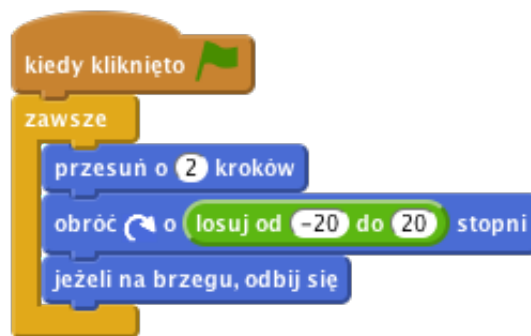 kiedy kliknięto
zawsze
przesuń o 2 kroków
obróć o losuj od -20 do 20 stopni
jeżeli na brzegu, odbij się